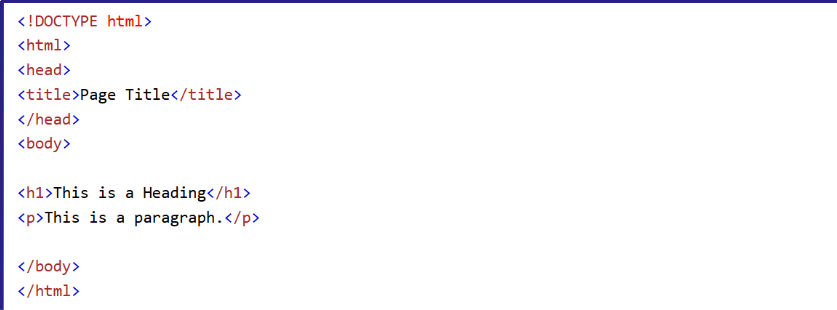 <!DOCTYPE html>
<html>
<head>
<title>Page Title</title>
</head>
<body>
<h1>This is a Heading</h1>
<p>This is a paragraph.</p>
</body>
</html>